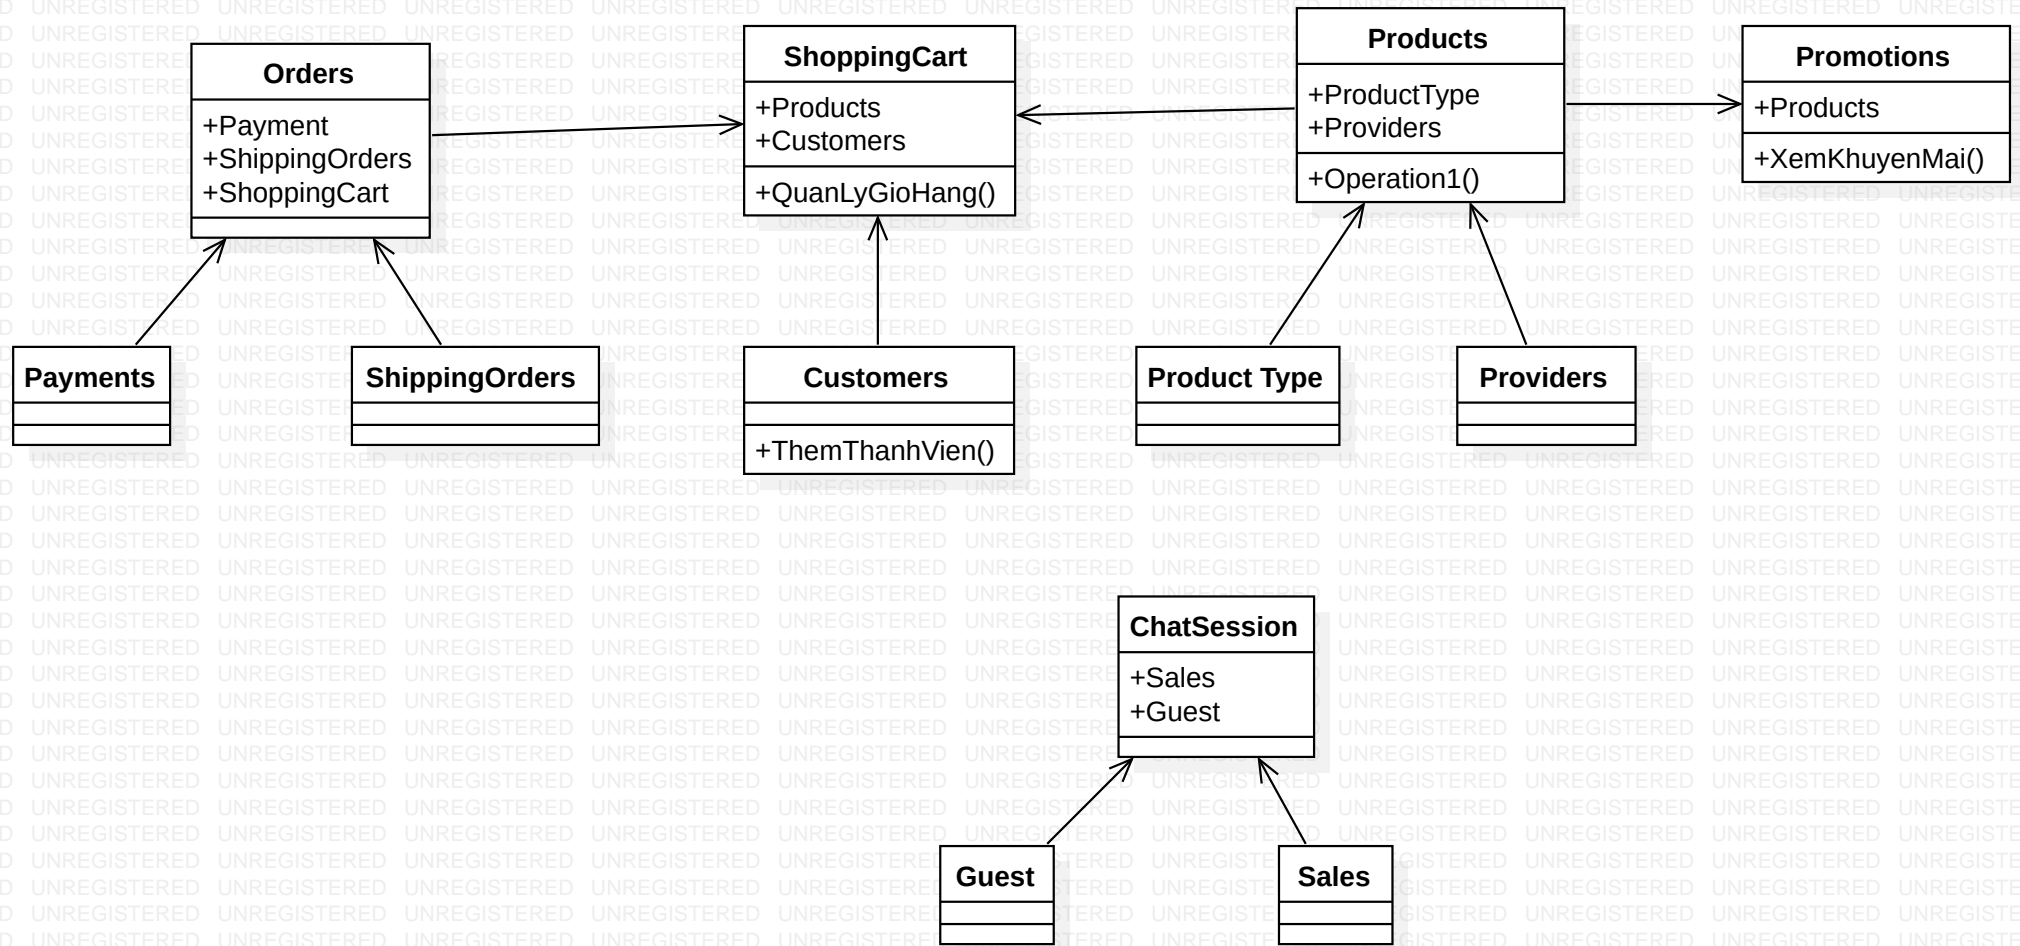 Orders
+Payment
+ShippingOrders
+ShoppingCart
ShoppingCart
+Products
+Customers
+QuanLyGioHang()
Products
+ProductType
+Providers
+Operation1()
Promotions
+Products
+XemKhuyenMai()
Payments
ShippingOrders
Customers
+ThemThanhVien()
Product Type
Providers
ChatSession
+Sales
+Guest
Guest
Sales
UNREGISTERED